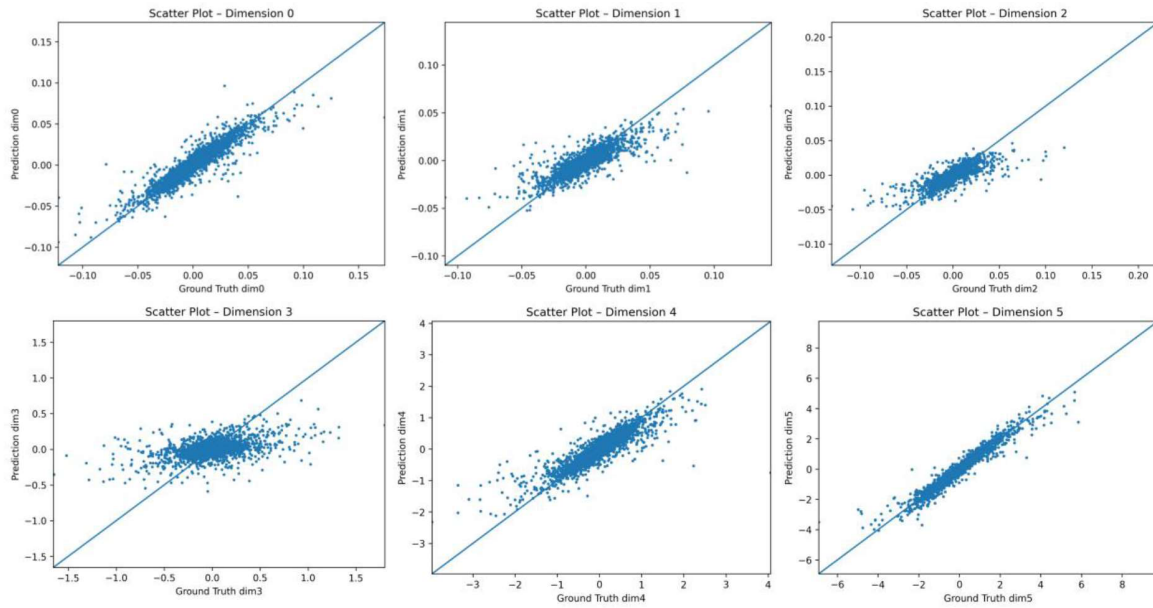 Scatter Plot – Dimension 0
0.15
0.10
0.05
0.00
−0.05
−0.10
Prediction dim0
−0.10 −0.05 0.00 0.05 0.10 0.15
Ground Truth dim0
Scatter Plot – Dimension 1
0.10
0.05
0.00
−0.05
−0.10
Prediction dim1
−0.10 −0.05 0.00 0.05 0.10
Ground Truth dim1
Scatter Plot – Dimension 2
0.20
0.15
0.10
0.05
0.00
−0.05
−0.10
Prediction dim2
−0.10 −0.05 0.00 0.05 0.10 0.15 0.20
Ground Truth dim2
Scatter Plot – Dimension 3
1.5
1.0
0.5
0.0
−0.5
−1.0
−1.5
Prediction dim3
−1.5 −1.0 −0.5 0.0 0.5 1.0 1.5
Ground Truth dim3
Scatter Plot – Dimension 4
4
3
2
1
0
−1
−2
−3
Prediction dim4
−3 −2 −1 0 1 2 3 4
Ground Truth dim4
Scatter Plot – Dimension 5
8
6
4
2
0
−2
−4
−6
Prediction dim5
−6 −4 −2 0 2 4 6 8
Ground Truth dim5